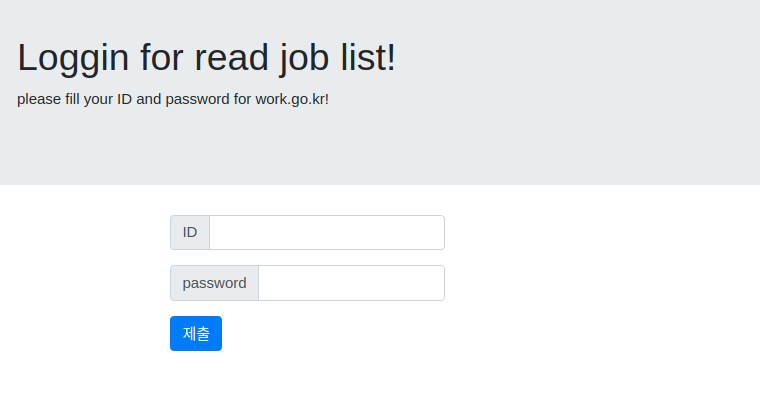 Loggin for read job list!
please fill your ID and password for work.go.kr!
ID
password
제출